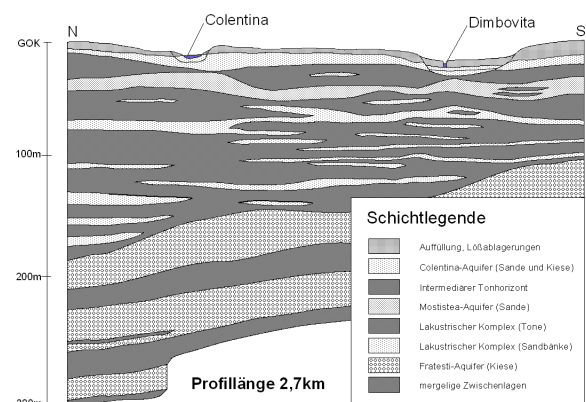 Colentina
Dimbovita
N
S
GOK
100m
200m
300m
Schichtlegende
Auffüllung, Lößablagerungen
Colentina-Aquifer (Sande und Kiese)
Intermediärer Tonhorizont
Mostistea-Aquifer (Sande)
Lakustrischer Komplex (Tone)
Lakustrischer Komplex (Sandbänke)
Fratesti-Aquifer (Kiese)
mergelige Zwischenlagen
Profillänge 2,7km